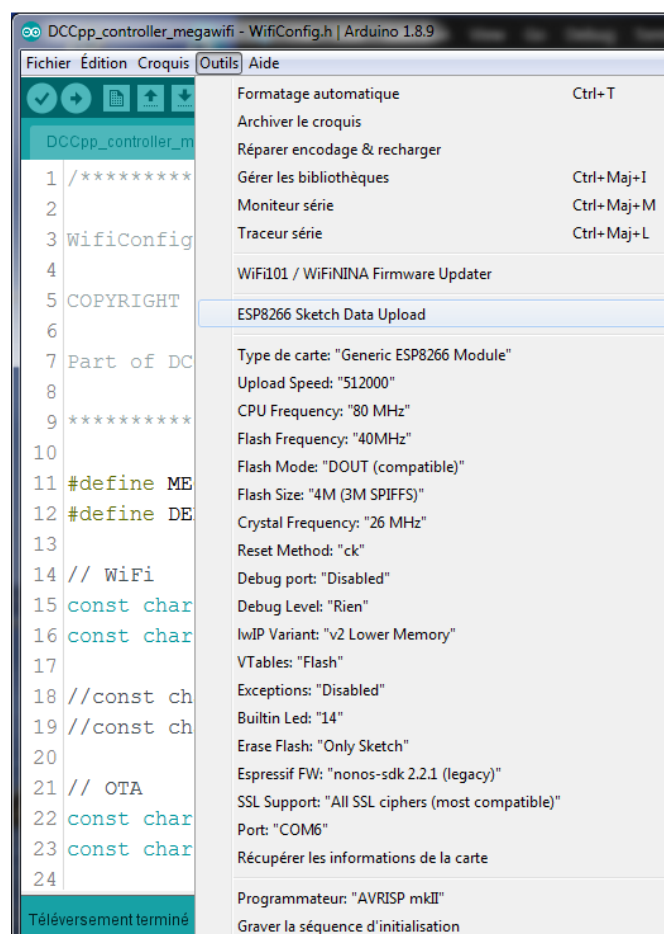 DCCpp_controller_megawifi - WifiConfig.h | Arduino 1.8.9
Fichier Édition Croquis Outils Aide
Formatage automatique Ctrl+T
Archiver le croquis
DCCpp_controller_m
Réparer encodage & recharger
1 /*********
Gérer les bibliothèques Ctrl+Maj+I
2
Moniteur série Ctrl+Maj+M
3 WifiConfig
Traceur série Ctrl+Maj+L
4
WiFi101 / WiFiNINA Firmware Updater
5 COPYRIGHT
ESP8266 Sketch Data Upload
6
7 Part of DC
Type de carte: "Generic ESP8266 Module"
8
Upload Speed: "512000"
9 **********
CPU Frequency: "80 MHz"
10
Flash Frequency: "40MHz"
11 #define ME
Flash Mode: "DOUT (compatible)"
12 #define DE
Flash Size: "4M (3M SPIFFS)"
Crystal Frequency: "26 MHz"
13
Reset Method: "ck"
14 // WiFi
Debug port: "Disabled"
15 const char
Debug Level: "Rien"
16 const char
lwIP Variant: "v2 Lower Memory"
17
VTables: "Flash"
18 //const ch
Exceptions: "Disabled"
19 //const ch
Builtin Led: "14"
20
Erase Flash: "Only Sketch"
21 // OTA
Espressif FW: "nonos-sdk 2.2.1 (legacy)"
22 const char
SSL Support: "All SSL ciphers (most compatible)"
Port: "COM6"
23 const char
Récupérer les informations de la carte
24
Programmateur: "AVRISP mkII"
Téléversement terminé
Graver la séquence d'initialisation